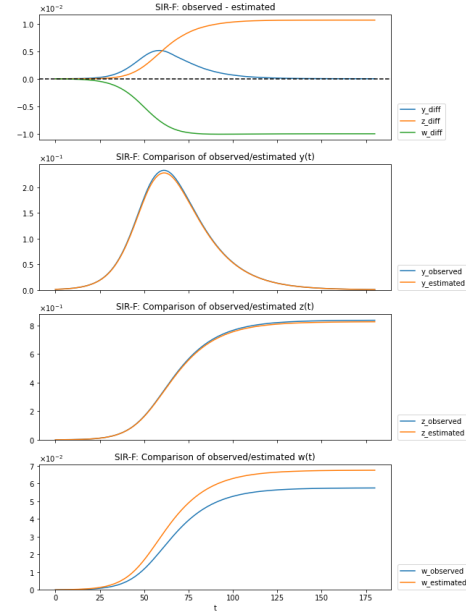 SIR-F: observed - estimated
×10⁻²
1.0
0.5
0.0
−0.5
−1.0
y_diff
z_diff
w_diff
SIR-F: Comparison of observed/estimated y(t)
×10⁻¹
2.0
1.5
1.0
0.5
0.0
y_observed
y_estimated
SIR-F: Comparison of observed/estimated z(t)
×10⁻¹
8
6
4
2
0
z_observed
z_estimated
SIR-F: Comparison of observed/estimated w(t)
×10⁻²
7
6
5
4
3
2
1
0
w_observed
w_estimated
0 25 50 75 100 125 150 175
t